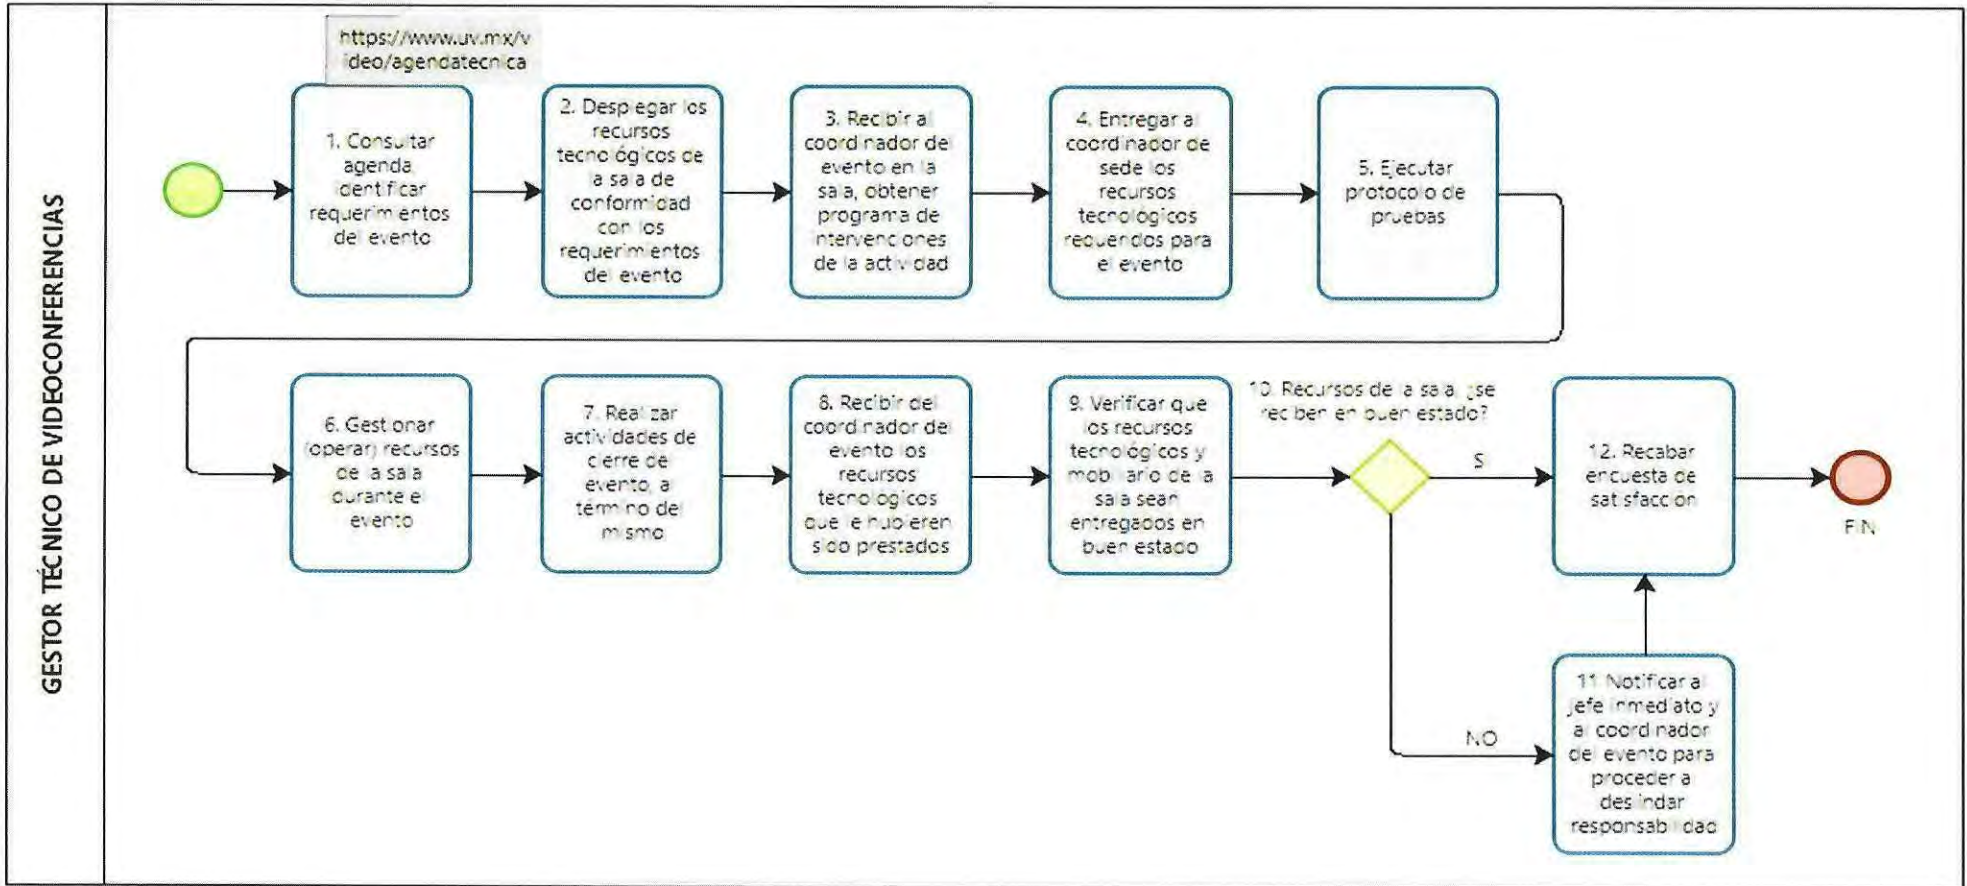 GESTOR TÉCNICO DE VIDEOCONFERENCIAS
https://www.uv.mx/v
ideo/agendatecnica
1. Consultar
agenda,
identificar
requerimientos
del evento
2. Desplegar los
recursos
tecnológicos de
la sala de
conformidad
con los
requerimientos
del evento
3. Recibir al
coordinador del
evento en la
sala, obtener
programa de
intervenciones
de la actividad
4. Entregar al
coordinador de
sede los
recursos
tecnológicos
requeridos para
el evento
5. Ejecutar
protocolo de
pruebas
6. Gestionar
(operar) recursos
de la sala
durante el
evento
7. Realizar
actividades de
cierre de
evento, a
término del
mismo
8. Recibir del
coordinador del
evento los
recursos
tecnológicos
que le hubieren
sido prestados
9. Verificar que
los recursos
tecnológicos y
mobiliario de la
sala sean
entregados en
buen estado
10. Recursos de la sala, ¿se
reciben en buen estado?
SI
NO
11. Notificar al
jefe inmediato y
al coordinador
del evento para
proceder a
deslindar
responsabilidad
12. Recabar
encuesta de
satisfacción
FIN